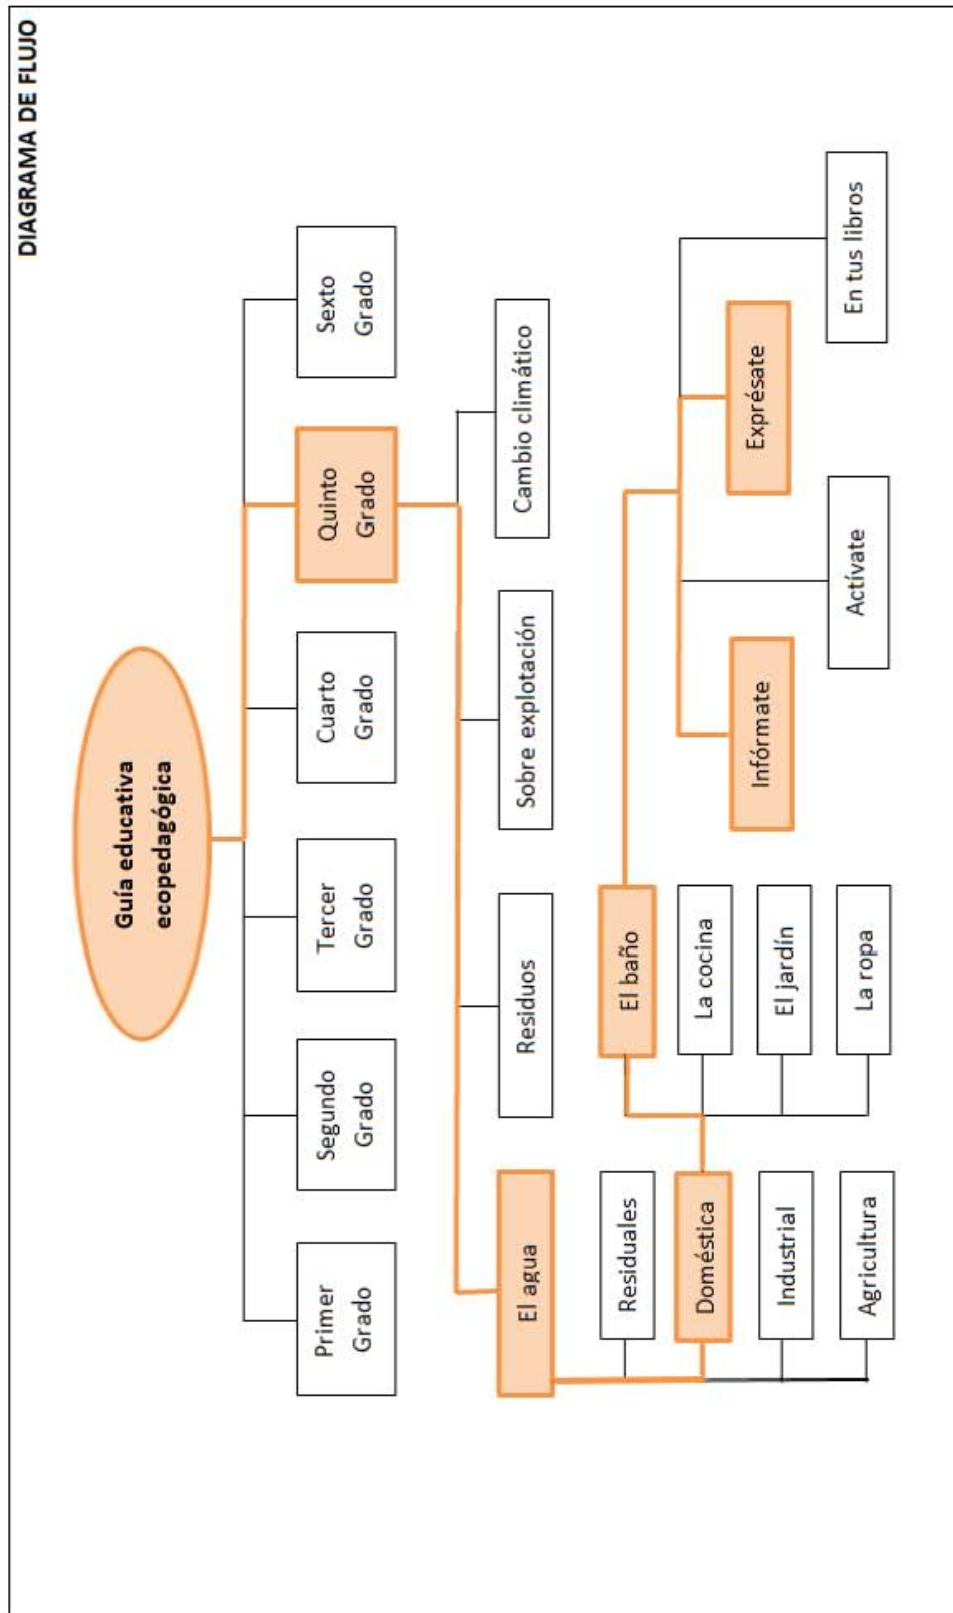 DIAGRAMA DE FLUJO
Guía educativa
ecopedagógica
Primer
Grado
Segundo
Grado
Tercer
Grado
Cuarto
Grado
Quinto
Grado
Sexto
Grado
El agua
Residuos
Sobre explotación
Cambio climático
Residuales
Doméstica
Industrial
Agricultura
El baño
La cocina
El jardín
La ropa
Infórmate
Actívate
Exprésate
En tus libros